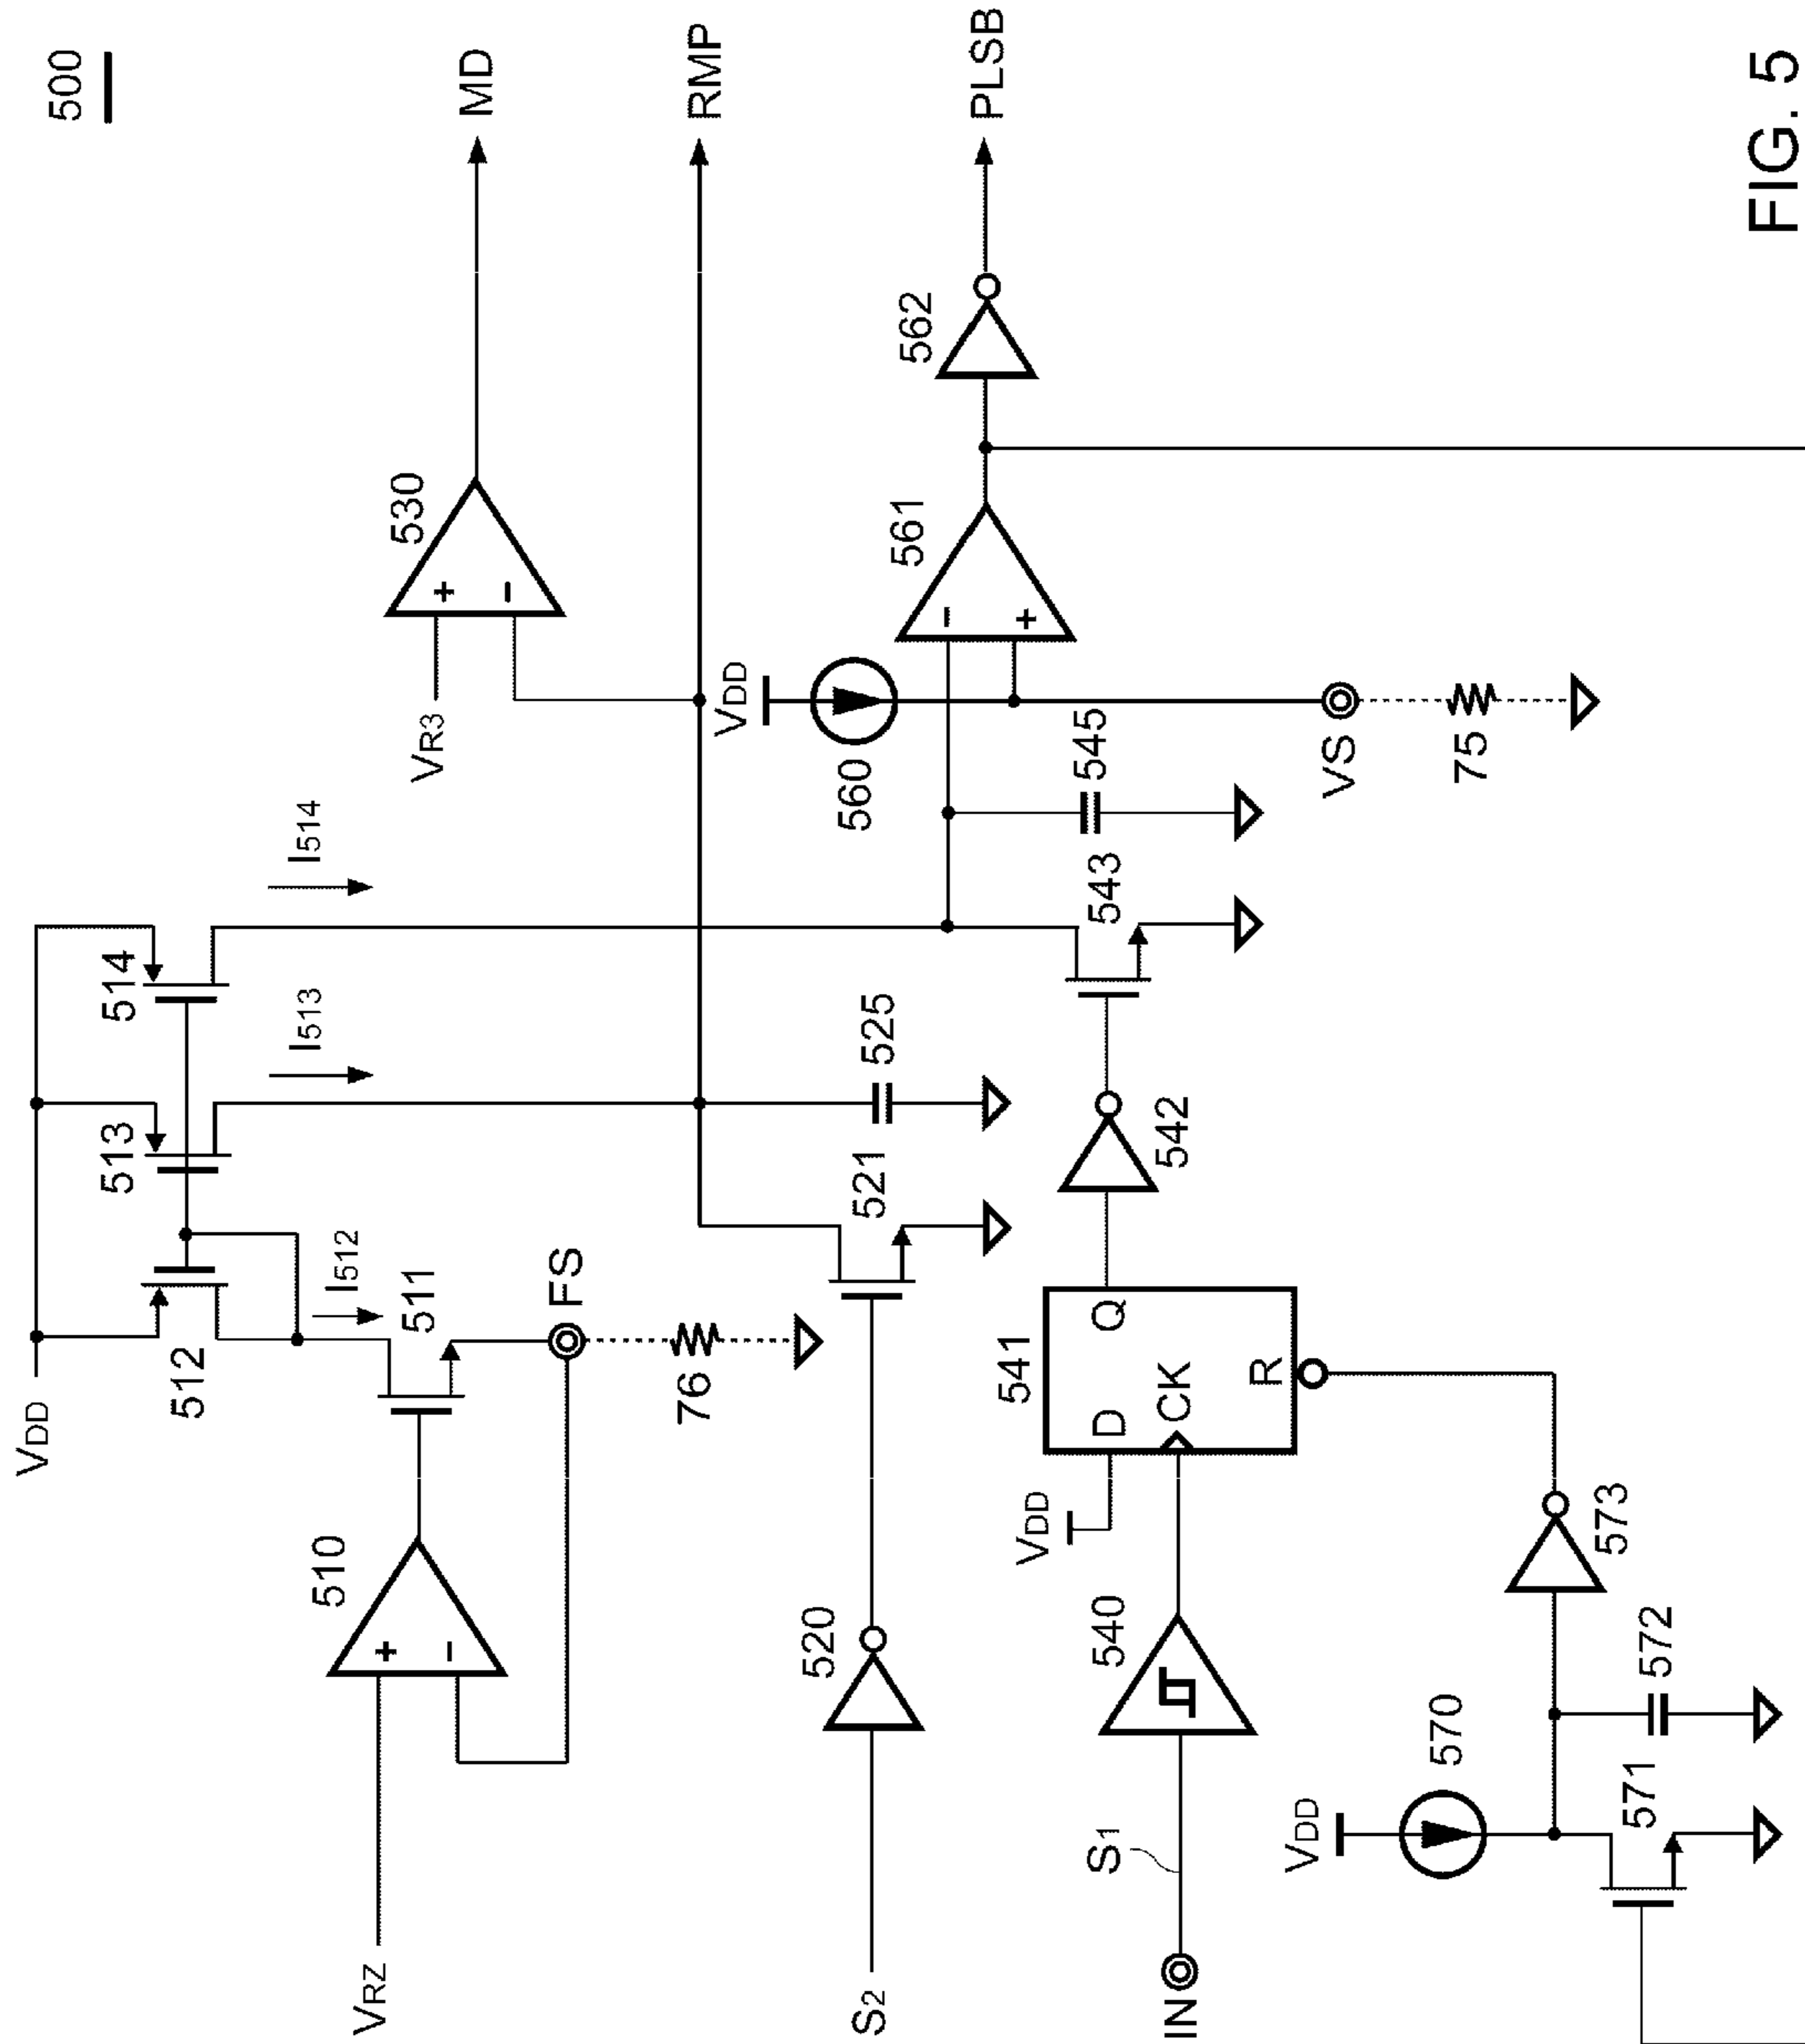 500
VDD
512
513
514
I512
I513
I514
VRZ
510
511
FS
76
VR3
530
MD
RMP
S2
520
521
525
VDD
560
561
562
PLSB
545
VS
75
IN
S1
540
VDD
541
D
CK
Q
R
542
543
VDD
570
571
572
573
FIG. 5